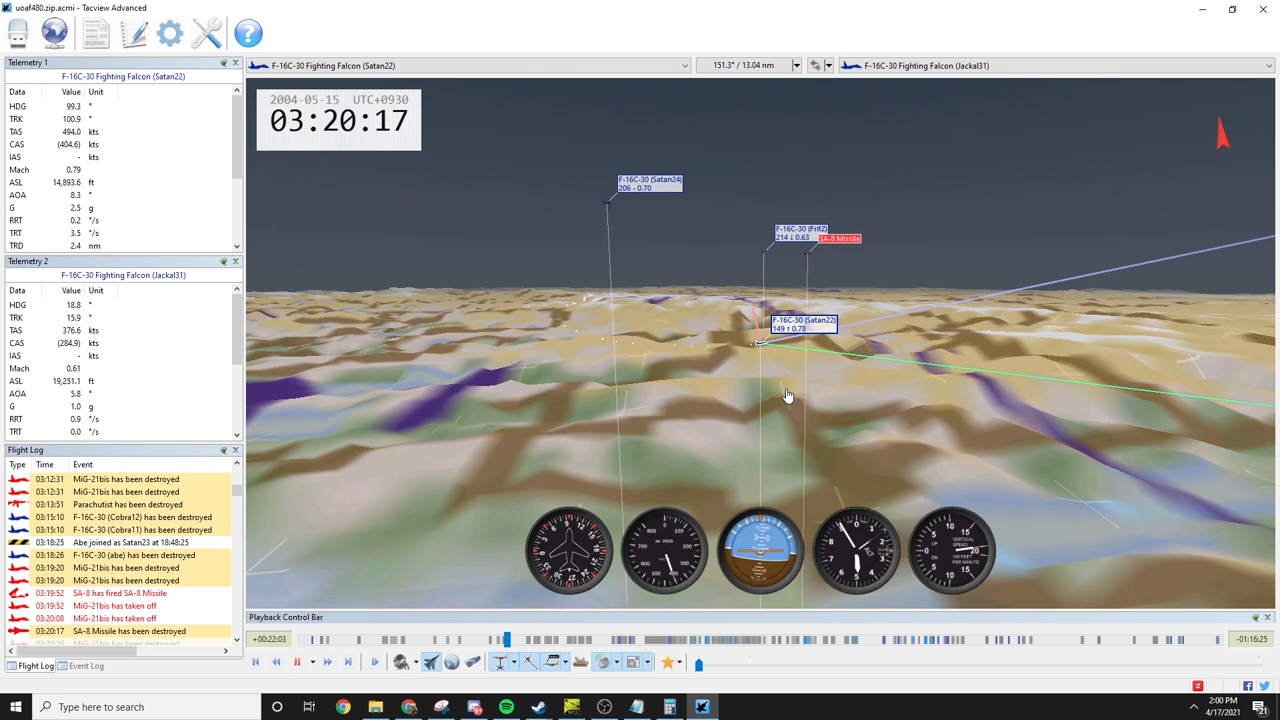 uoaf480.zip.acmi - Tacview Advanced
Telemetry 1
F-16C-30 Fighting Falcon (Satan22)
Data Value Unit
HDG 99.3 °
TRK 100.9 °
TAS 494.0 kts
CAS (404.6) kts
IAS - kts
Mach 0.79
ASL 14,893.6 ft
AOA 8.3 °
G 2.5 g
RRT 0.2 °/s
TRT 3.5 °/s
TRD 2.4 nm
Telemetry 2
F-16C-30 Fighting Falcon (Jackal31)
Data Value Unit
HDG 18.8 °
TRK 15.9 °
TAS 376.6 kts
CAS (284.9) kts
IAS - kts
Mach 0.61
ASL 19,251.1 ft
AOA 5.8 °
G 1.0 g
RRT 0.9 °/s
TRT 0.0 °/s
Flight Log
Type Time Event
03:12:31 MiG-21bis has been destroyed
03:12:31 MiG-21bis has been destroyed
03:13:51 Parachutist has been destroyed
03:15:10 F-16C-30 (Cobra12) has been destroyed
03:15:10 F-16C-30 (Cobra11) has been destroyed
03:18:25 Abe joined as Satan23 at 18:48:25
03:18:26 F-16C-30 (abe) has been destroyed
03:19:20 MiG-21bis has been destroyed
03:19:20 MiG-21bis has been destroyed
03:19:52 SA-8 has fired SA-8 Missile
03:19:52 MiG-21bis has taken off
03:20:08 MiG-21bis has taken off
03:20:17 SA-8 Missile has been destroyed
Flight Log Event Log
F-16C-30 Fighting Falcon (Satan22) 151.3° / 13.04 nm F-16C-30 Fighting Falcon (Jackal31)
2004-05-15 UTC+0930
03:20:17
F-16C-30 (Satan24)
206 - 0.70
F-16C-30 (FritZ)
214 ↓ 0.63
SA-8 Missile
F-16C-30 (Satan22)
149 ↑ 0.78
VERTICAL
SPEED
100 FEET
PER MINUTE
Playback Control Bar
+00:22:03 -01:16:25
Type here to search
2:00 PM
4/17/2021
21